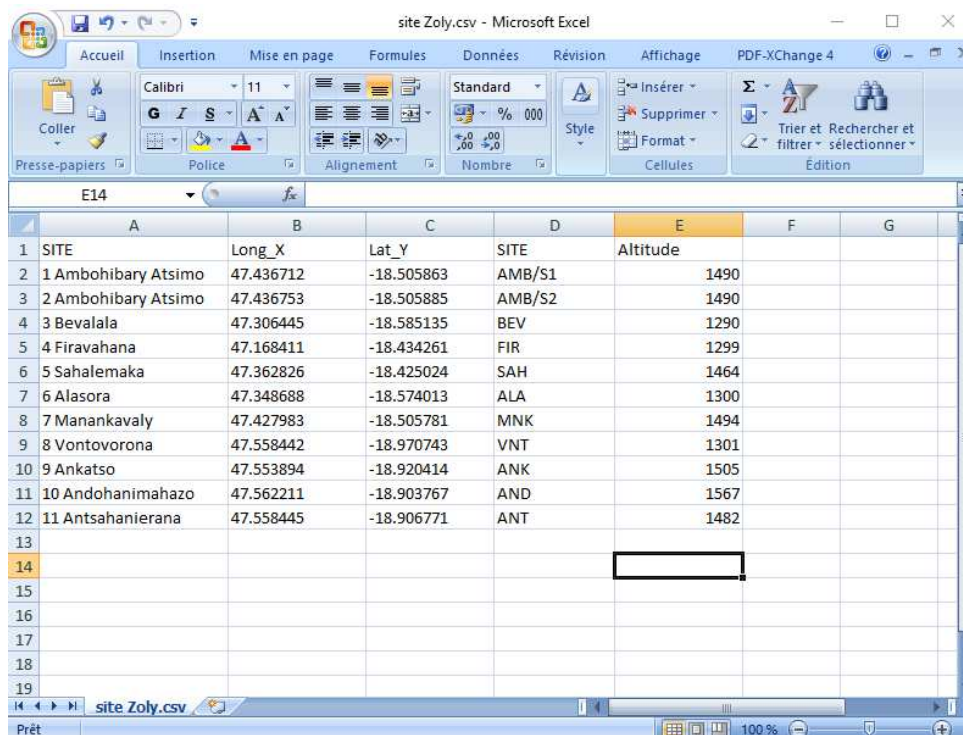 site Zoly.csv - Microsoft Excel
Accueil Insertion Mise en page Formules Données Révision Affichage PDF-XChange 4
Coller
Calibri 11
G I S
Standard
% 000
Style
Insérer
Supprimer
Format
Σ
Trier et filtrer
Rechercher et sélectionner
Presse-papiers Police Alignement Nombre Cellules Édition
E14 fx
A B C D E F G
1 SITE Long_X Lat_Y SITE Altitude
2 1 Ambohibary Atsimo 47.436712 -18.505863 AMB/S1 1490
3 2 Ambohibary Atsimo 47.436753 -18.505885 AMB/S2 1490
4 3 Bevalala 47.306445 -18.585135 BEV 1290
5 4 Firavahana 47.168411 -18.434261 FIR 1299
6 5 Sahalemaka 47.362826 -18.425024 SAH 1464
7 6 Alasora 47.348688 -18.574013 ALA 1300
8 7 Manankavaly 47.427983 -18.505781 MNK 1494
9 8 Vontovorona 47.558442 -18.970743 VNT 1301
10 9 Ankatso 47.553894 -18.920414 ANK 1505
11 10 Andohanimahazo 47.562211 -18.903767 AND 1567
12 11 Antsahanierana 47.558445 -18.906771 ANT 1482
13
14
15
16
17
18
19
site Zoly.csv
Prêt 100 %